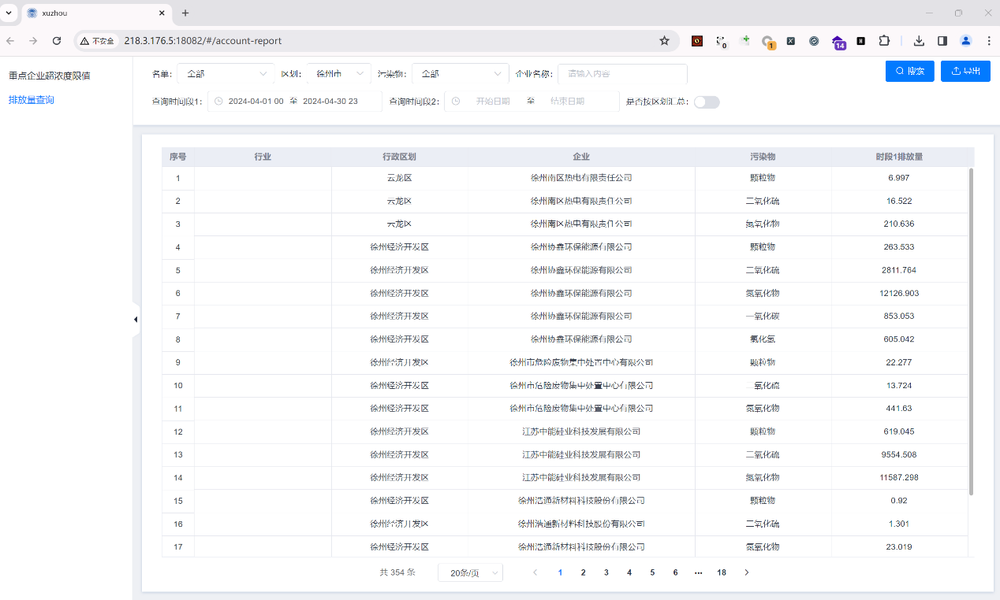 xuzhou
不安全 218.3.176.5:18082/#/account-report
0 1 14
重点企业超浓度限值
排放量查询
名单： 全部 区划： 徐州市 污染物： 全部 企业名称： 请输入内容 搜索 导出
查询时间段1： 2024-04-01 00 至 2024-04-30 23 查询时间段2： 开始日期 至 结束日期 是否按区划汇总：
序号 行业 行政区划 企业 污染物 时段1排放量
1 云龙区 徐州南区热电有限责任公司 颗粒物 6.997
2 云龙区 徐州南区热电有限责任公司 二氧化硫 16.522
3 云龙区 徐州南区热电有限责任公司 氮氧化物 210.636
4 徐州经济开发区 徐州协鑫环保能源有限公司 颗粒物 263.533
5 徐州经济开发区 徐州协鑫环保能源有限公司 二氧化硫 2811.764
6 徐州经济开发区 徐州协鑫环保能源有限公司 氮氧化物 12126.903
7 徐州经济开发区 徐州协鑫环保能源有限公司 一氧化碳 853.053
8 徐州经济开发区 徐州协鑫环保能源有限公司 氯化氢 605.042
9 徐州经济开发区 徐州市危险废物集中处置中心有限公司 颗粒物 22.277
10 徐州经济开发区 徐州市危险废物集中处置中心有限公司 二氧化硫 13.724
11 徐州经济开发区 徐州市危险废物集中处置中心有限公司 氮氧化物 441.63
12 徐州经济开发区 江苏中能硅业科技发展有限公司 颗粒物 619.045
13 徐州经济开发区 江苏中能硅业科技发展有限公司 二氧化硫 9554.508
14 徐州经济开发区 江苏中能硅业科技发展有限公司 氮氧化物 11587.298
15 徐州经济开发区 徐州浩通新材料科技股份有限公司 颗粒物 0.92
16 徐州经济开发区 徐州浩通新材料科技股份有限公司 二氧化硫 1.301
17 徐州经济开发区 徐州浩通新材料科技股份有限公司 氮氧化物 23.019
共 354 条 20条/页 1 2 3 4 5 6 ••• 18